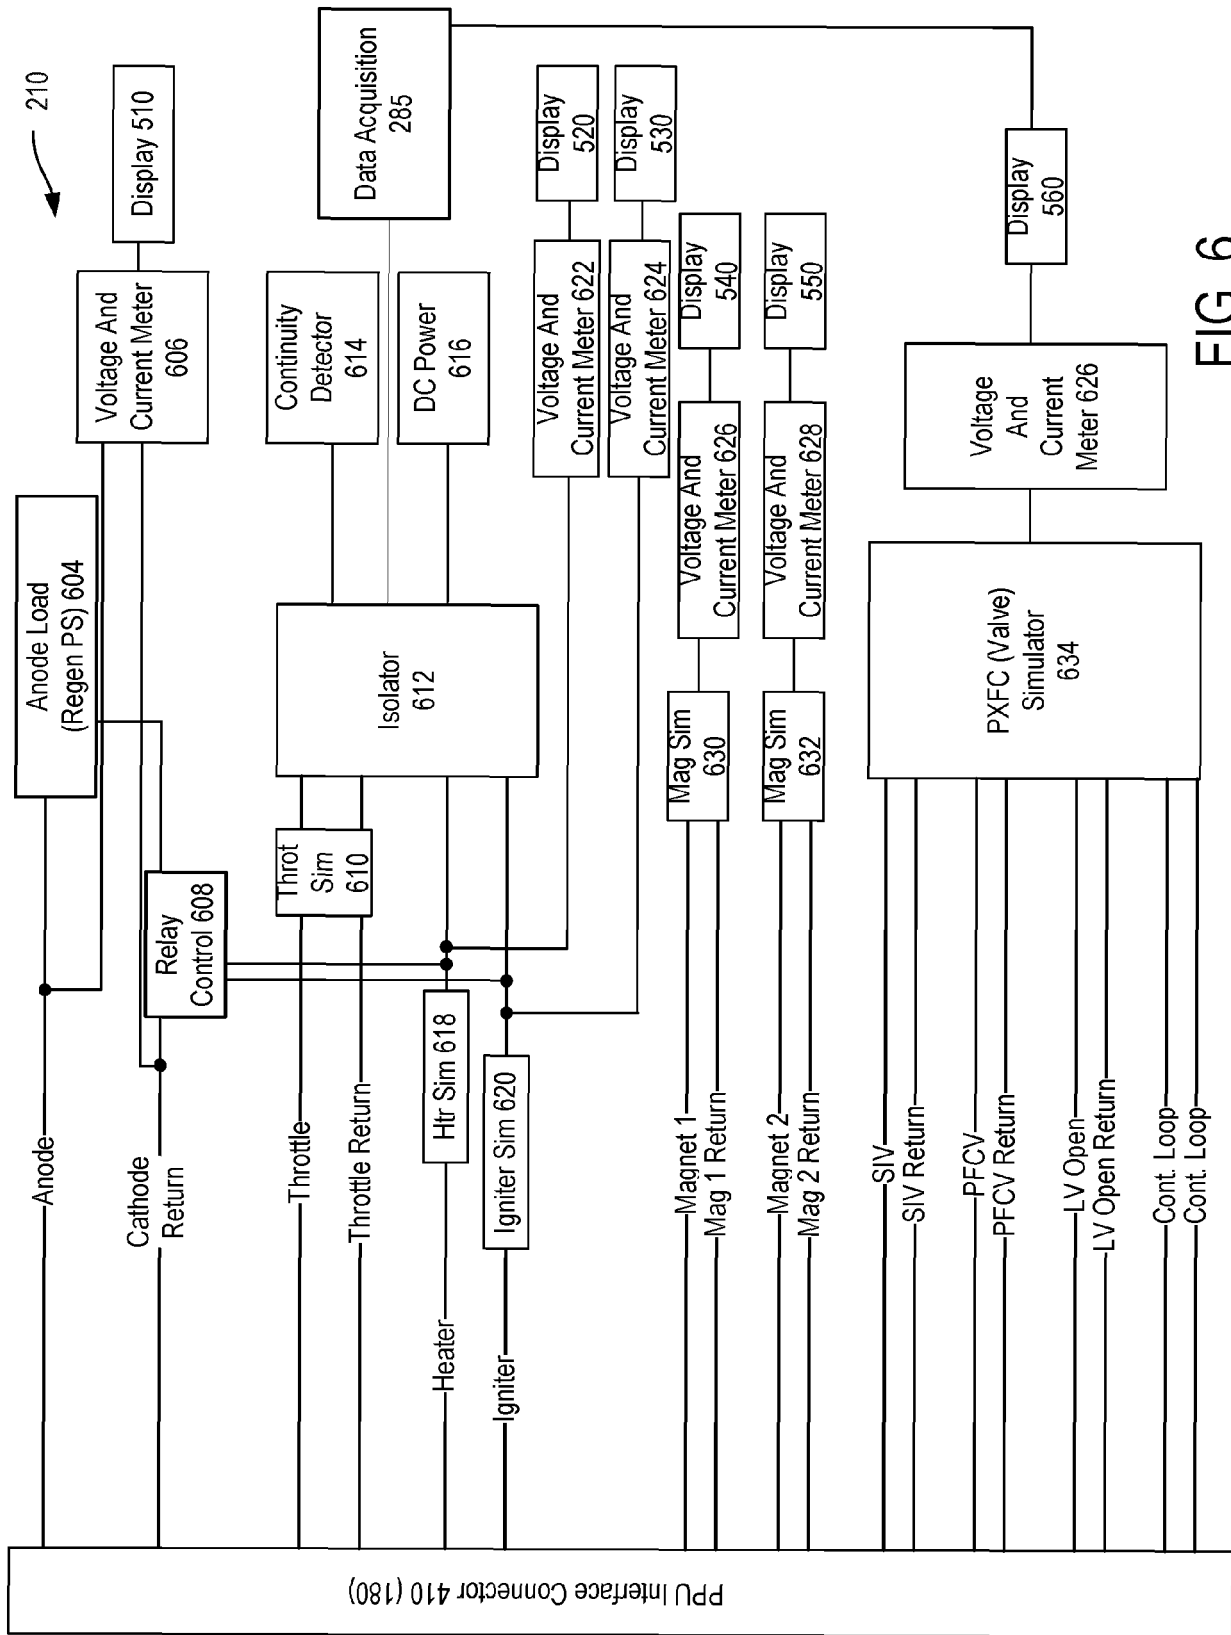 210
Anode
Anode Load
(Regen PS) 604
Voltage And
Current Meter
606
Display 510
Cathode
Return
Relay
Control 608
Throttle
Throttle Return
Throt
Sim
610
Isolator
612
Continuity
Detector
614
DC Power
616
Data Acquisition
285
Heater
Htr Sim 618
Igniter
Igniter Sim 620
Voltage And
Current Meter 622
Display
520
Voltage And
Current Meter 624
Display
530
Magnet 1
Mag 1 Return
Mag Sim
630
Voltage And
Current Meter 626
Display
540
Magnet 2
Mag 2 Return
Mag Sim
632
Voltage And
Current Meter 628
Display
550
SIV
SIV Return
PFCV
PFCV Return
LV Open
LV Open Return
Cont. Loop
Cont. Loop
PXFC (Valve)
Simulator
634
Voltage
And
Current
Meter 626
Display
560
PPU Interface Connector 410 (180)
FIG 6